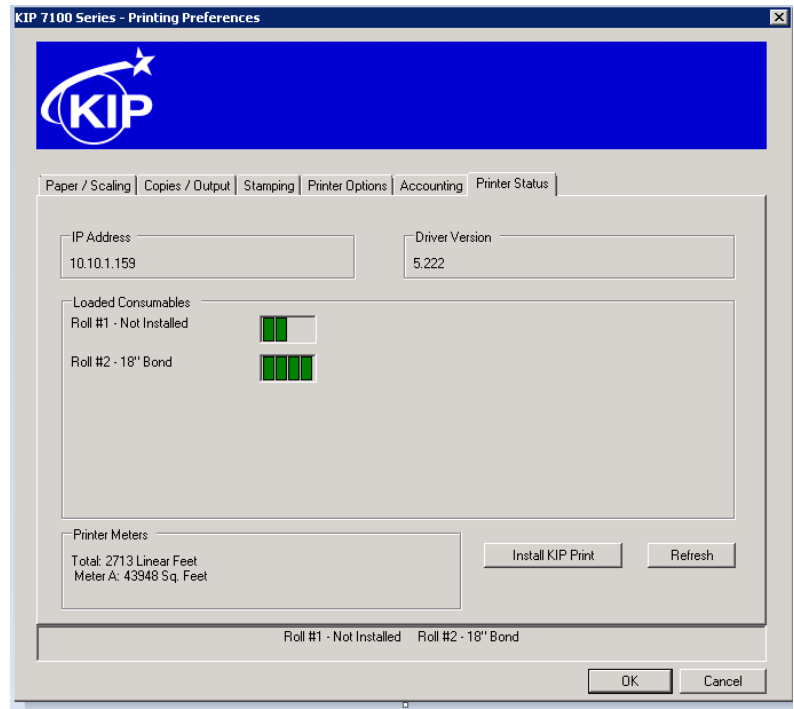 KIP 7100 Series - Printing Preferences
KIP
Paper / Scaling Copies / Output Stamping Printer Options Accounting Printer Status
IP Address Driver Version
10.10.1.159 5.222
Loaded Consumables
Roll #1 - Not Installed
Roll #2 - 18" Bond
Printer Meters
Total: 2713 Linear Feet
Meter A: 43948 Sq. Feet
Install KIP Print Refresh
Roll #1 - Not Installed Roll #2 - 18" Bond
OK Cancel